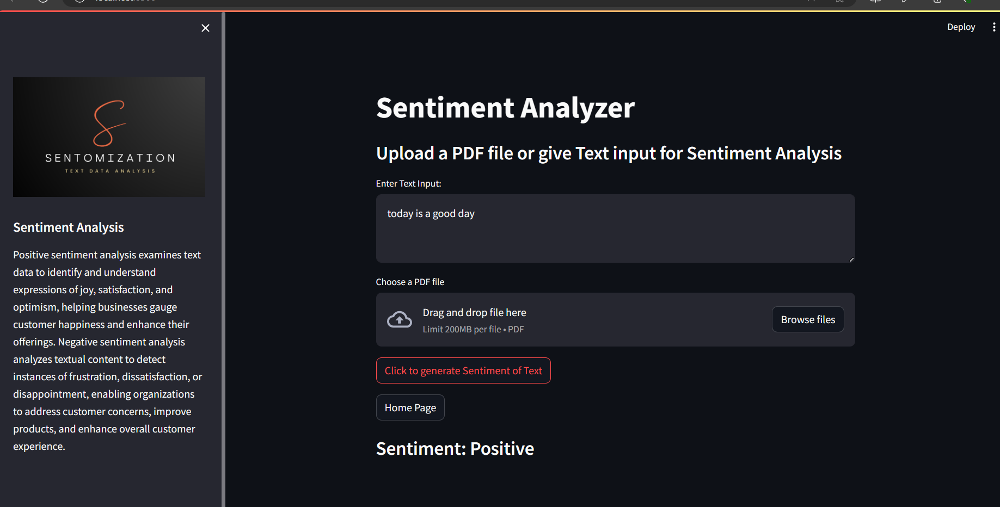 Deploy
SENTOMIZATION
TEXT DATA ANALYSIS
Sentiment Analysis
Positive sentiment analysis examines text
data to identify and understand
expressions of joy, satisfaction, and
optimism, helping businesses gauge
customer happiness and enhance their
offerings. Negative sentiment analysis
analyzes textual content to detect
instances of frustration, dissatisfaction, or
disappointment, enabling organizations
to address customer concerns, improve
products, and enhance overall customer
experience.
Sentiment Analyzer
Upload a PDF file or give Text input for Sentiment Analysis
Enter Text Input:
today is a good day
Choose a PDF file
Drag and drop file here
Limit 200MB per file • PDF
Browse files
Click to generate Sentiment of Text
Home Page
Sentiment: Positive